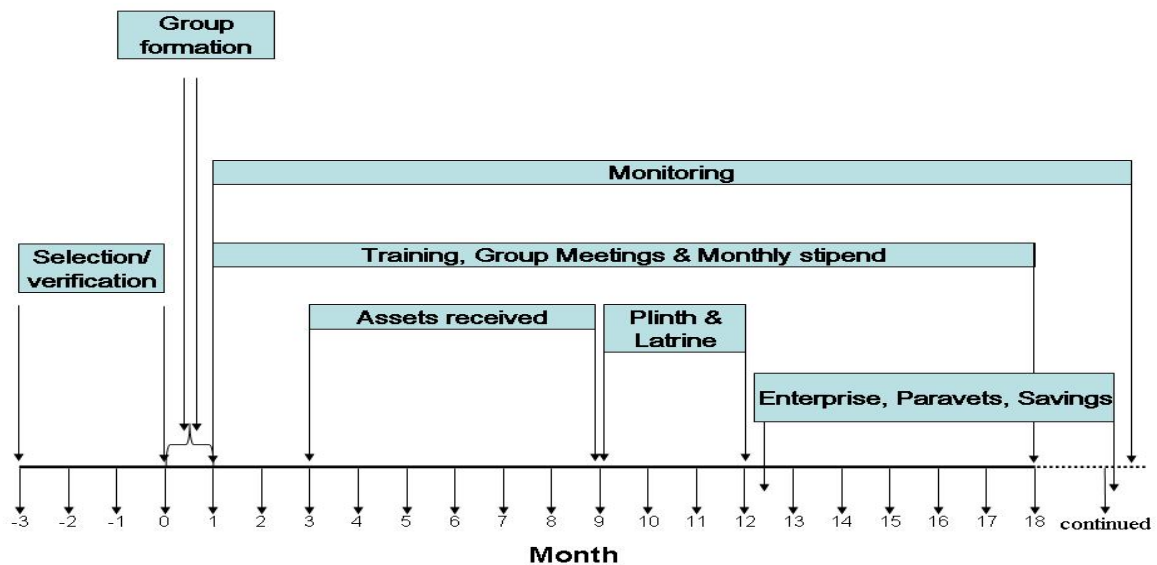 Group
formation
Monitoring
Selection/
verification
Training, Group Meetings & Monthly stipend
Assets received
Plinth &
Latrine
Enterprise, Paravets, Savings
-3 -2 -1 0 1 2 3 4 5 6 7 8 9 10 11 12 13 14 15 16 17 18 continued
Month